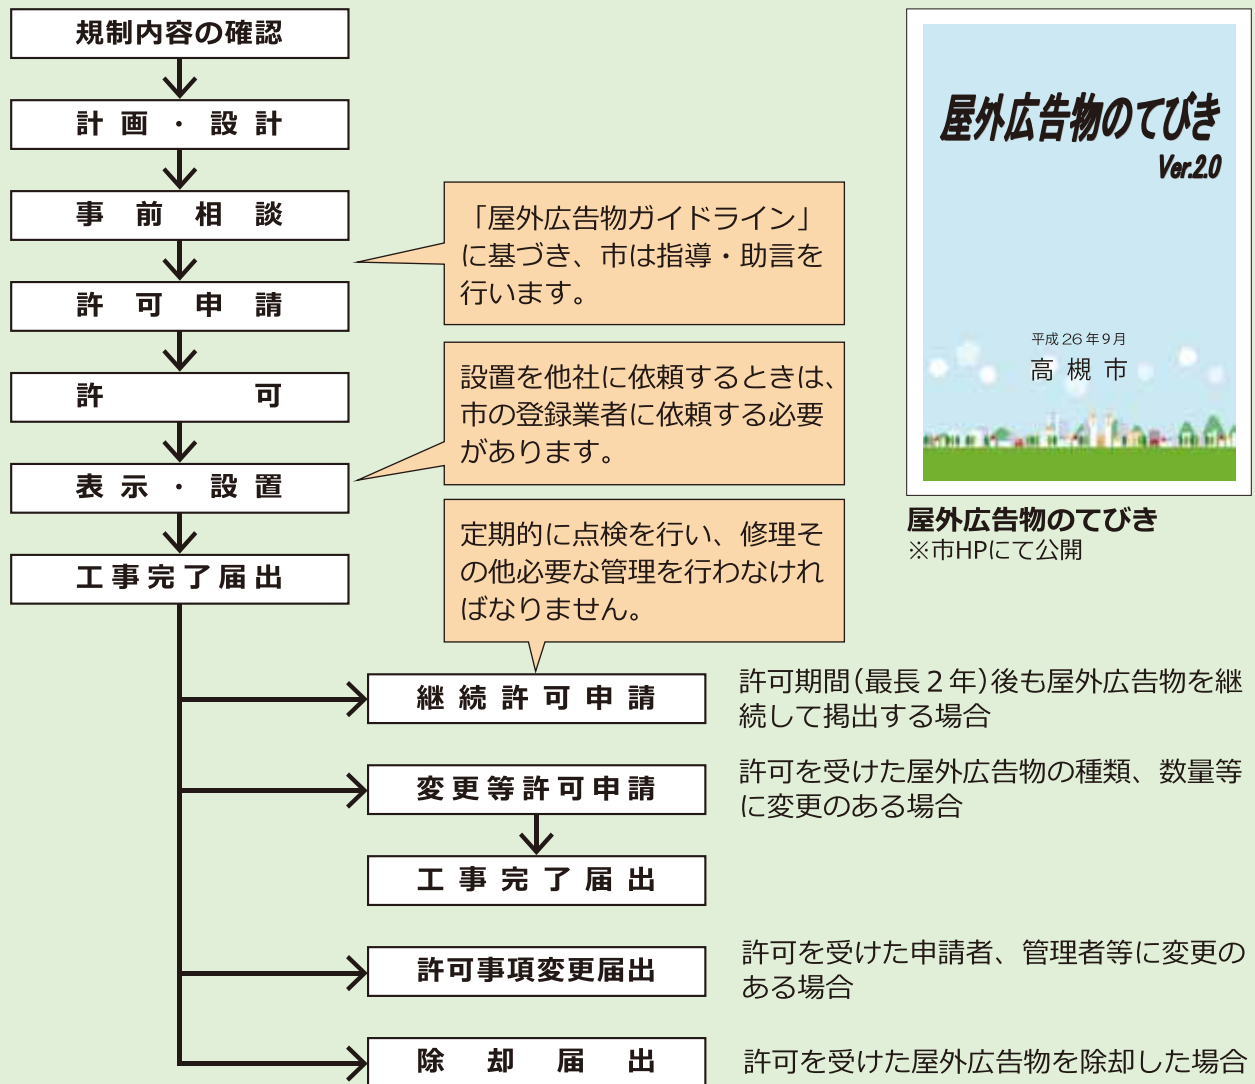 規制内容の確認
計画・設計
事前相談
許可申請
許可
表示・設置
工事完了届出
「屋外広告物ガイドライン」
に基づき、市は指導・助言を
行います。
設置を他社に依頼するときは、
市の登録業者に依頼する必要
があります。
定期的に点検を行い、修理そ
の他必要な管理を行わなけれ
ばなりません。
屋外広告物のてびき
Ver.2.0
平成26年9月
高槻市
屋外広告物のてびき
※市HPにて公開
継続許可申請
許可期間(最長2年)後も屋外広告物を継
続して掲出する場合
変更等許可申請
許可を受けた屋外広告物の種類、数量等
に変更のある場合
工事完了届出
許可事項変更届出
許可を受けた申請者、管理者等に変更の
ある場合
除却届出
許可を受けた屋外広告物を除却した場合